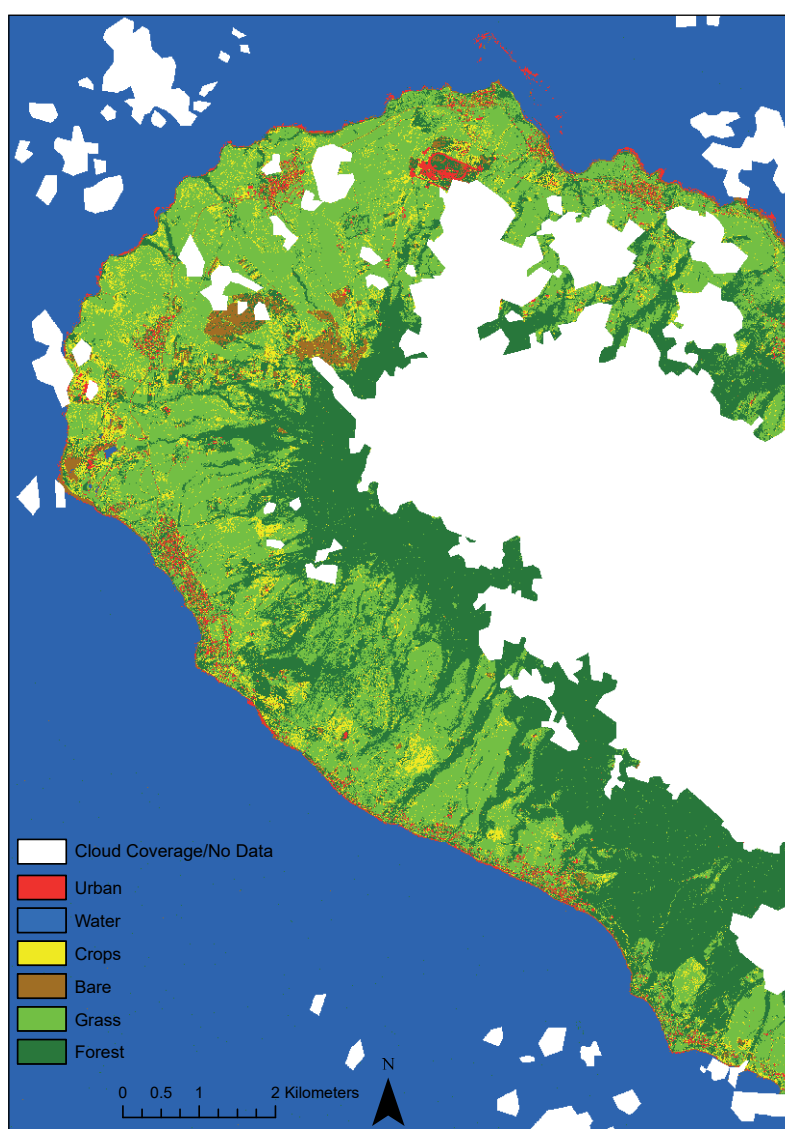 Cloud Coverage/No Data
Urban
Water
Crops
Bare
Grass
Forest
N
0 0.5 1 2 Kilometers